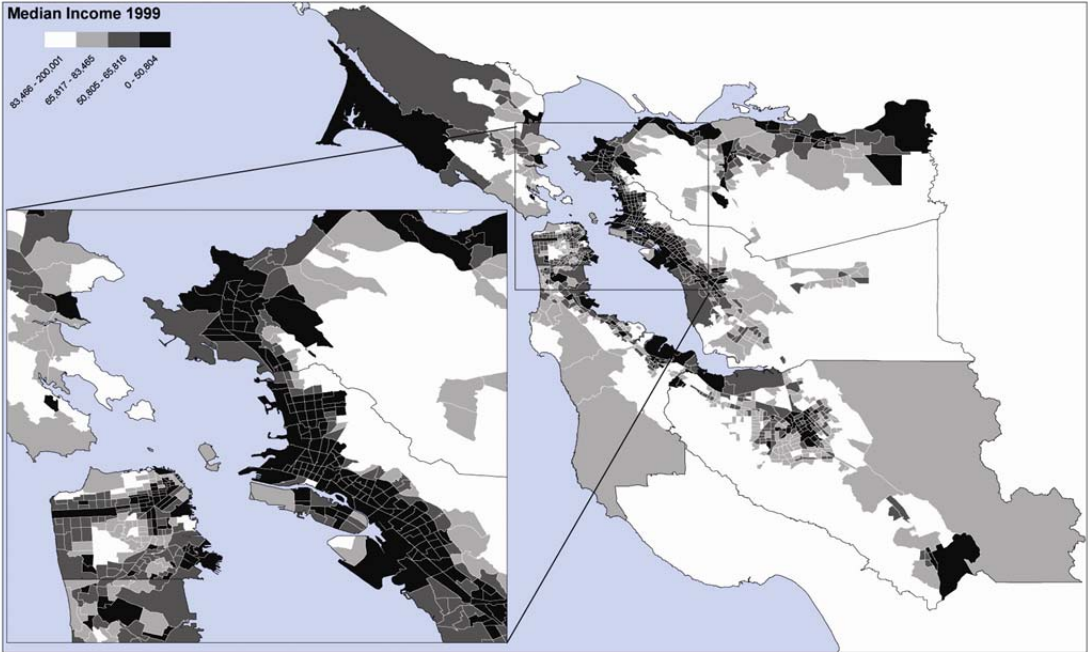 Median Income 1999
83,466 - 200,001
65,817 - 83,465
50,805 - 65,816
0 - 50,804